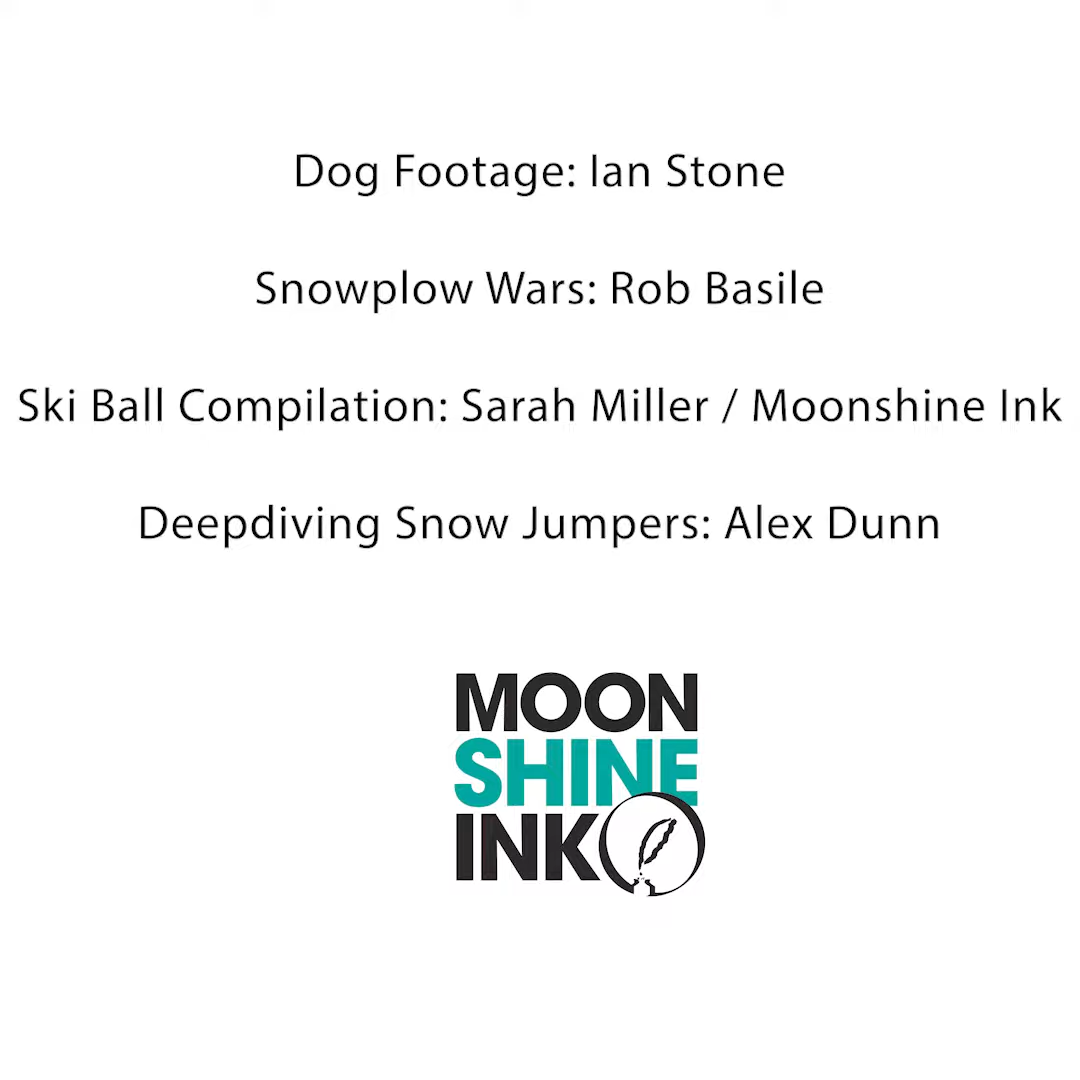 Dog Footage: Ian Stone
Snowplow Wars: Rob Basile
Ski Ball Compilation: Sarah Miller / Moonshine Ink
Deepdiving Snow Jumpers: Alex Dunn
MOON
SHINE
INK